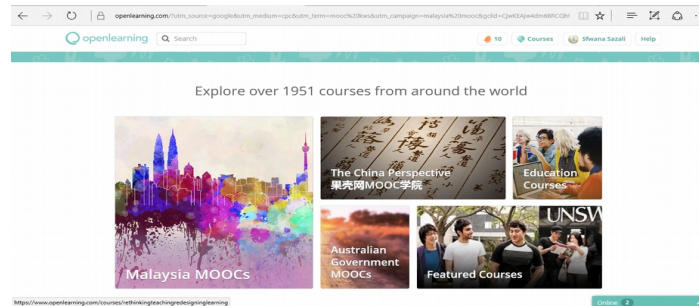 openlearning.com/?utm_source=google&utm_medium=cpc&utm_term=mooc%20kws&utm_campaign=malaysia%20mooc&gclid=
openlearning
Search
10
Courses
Sfwana Sazali
Help
Explore over 1951 courses from around the world
The China Perspective
果壳网MOOC学院
Education
Courses
UNSW
Australian
Government
MOOCs
Malaysia MOOCs
Featured Courses
https://www.openlearning.com/courses/rethinkingteachingredesigninglearning
Online 2